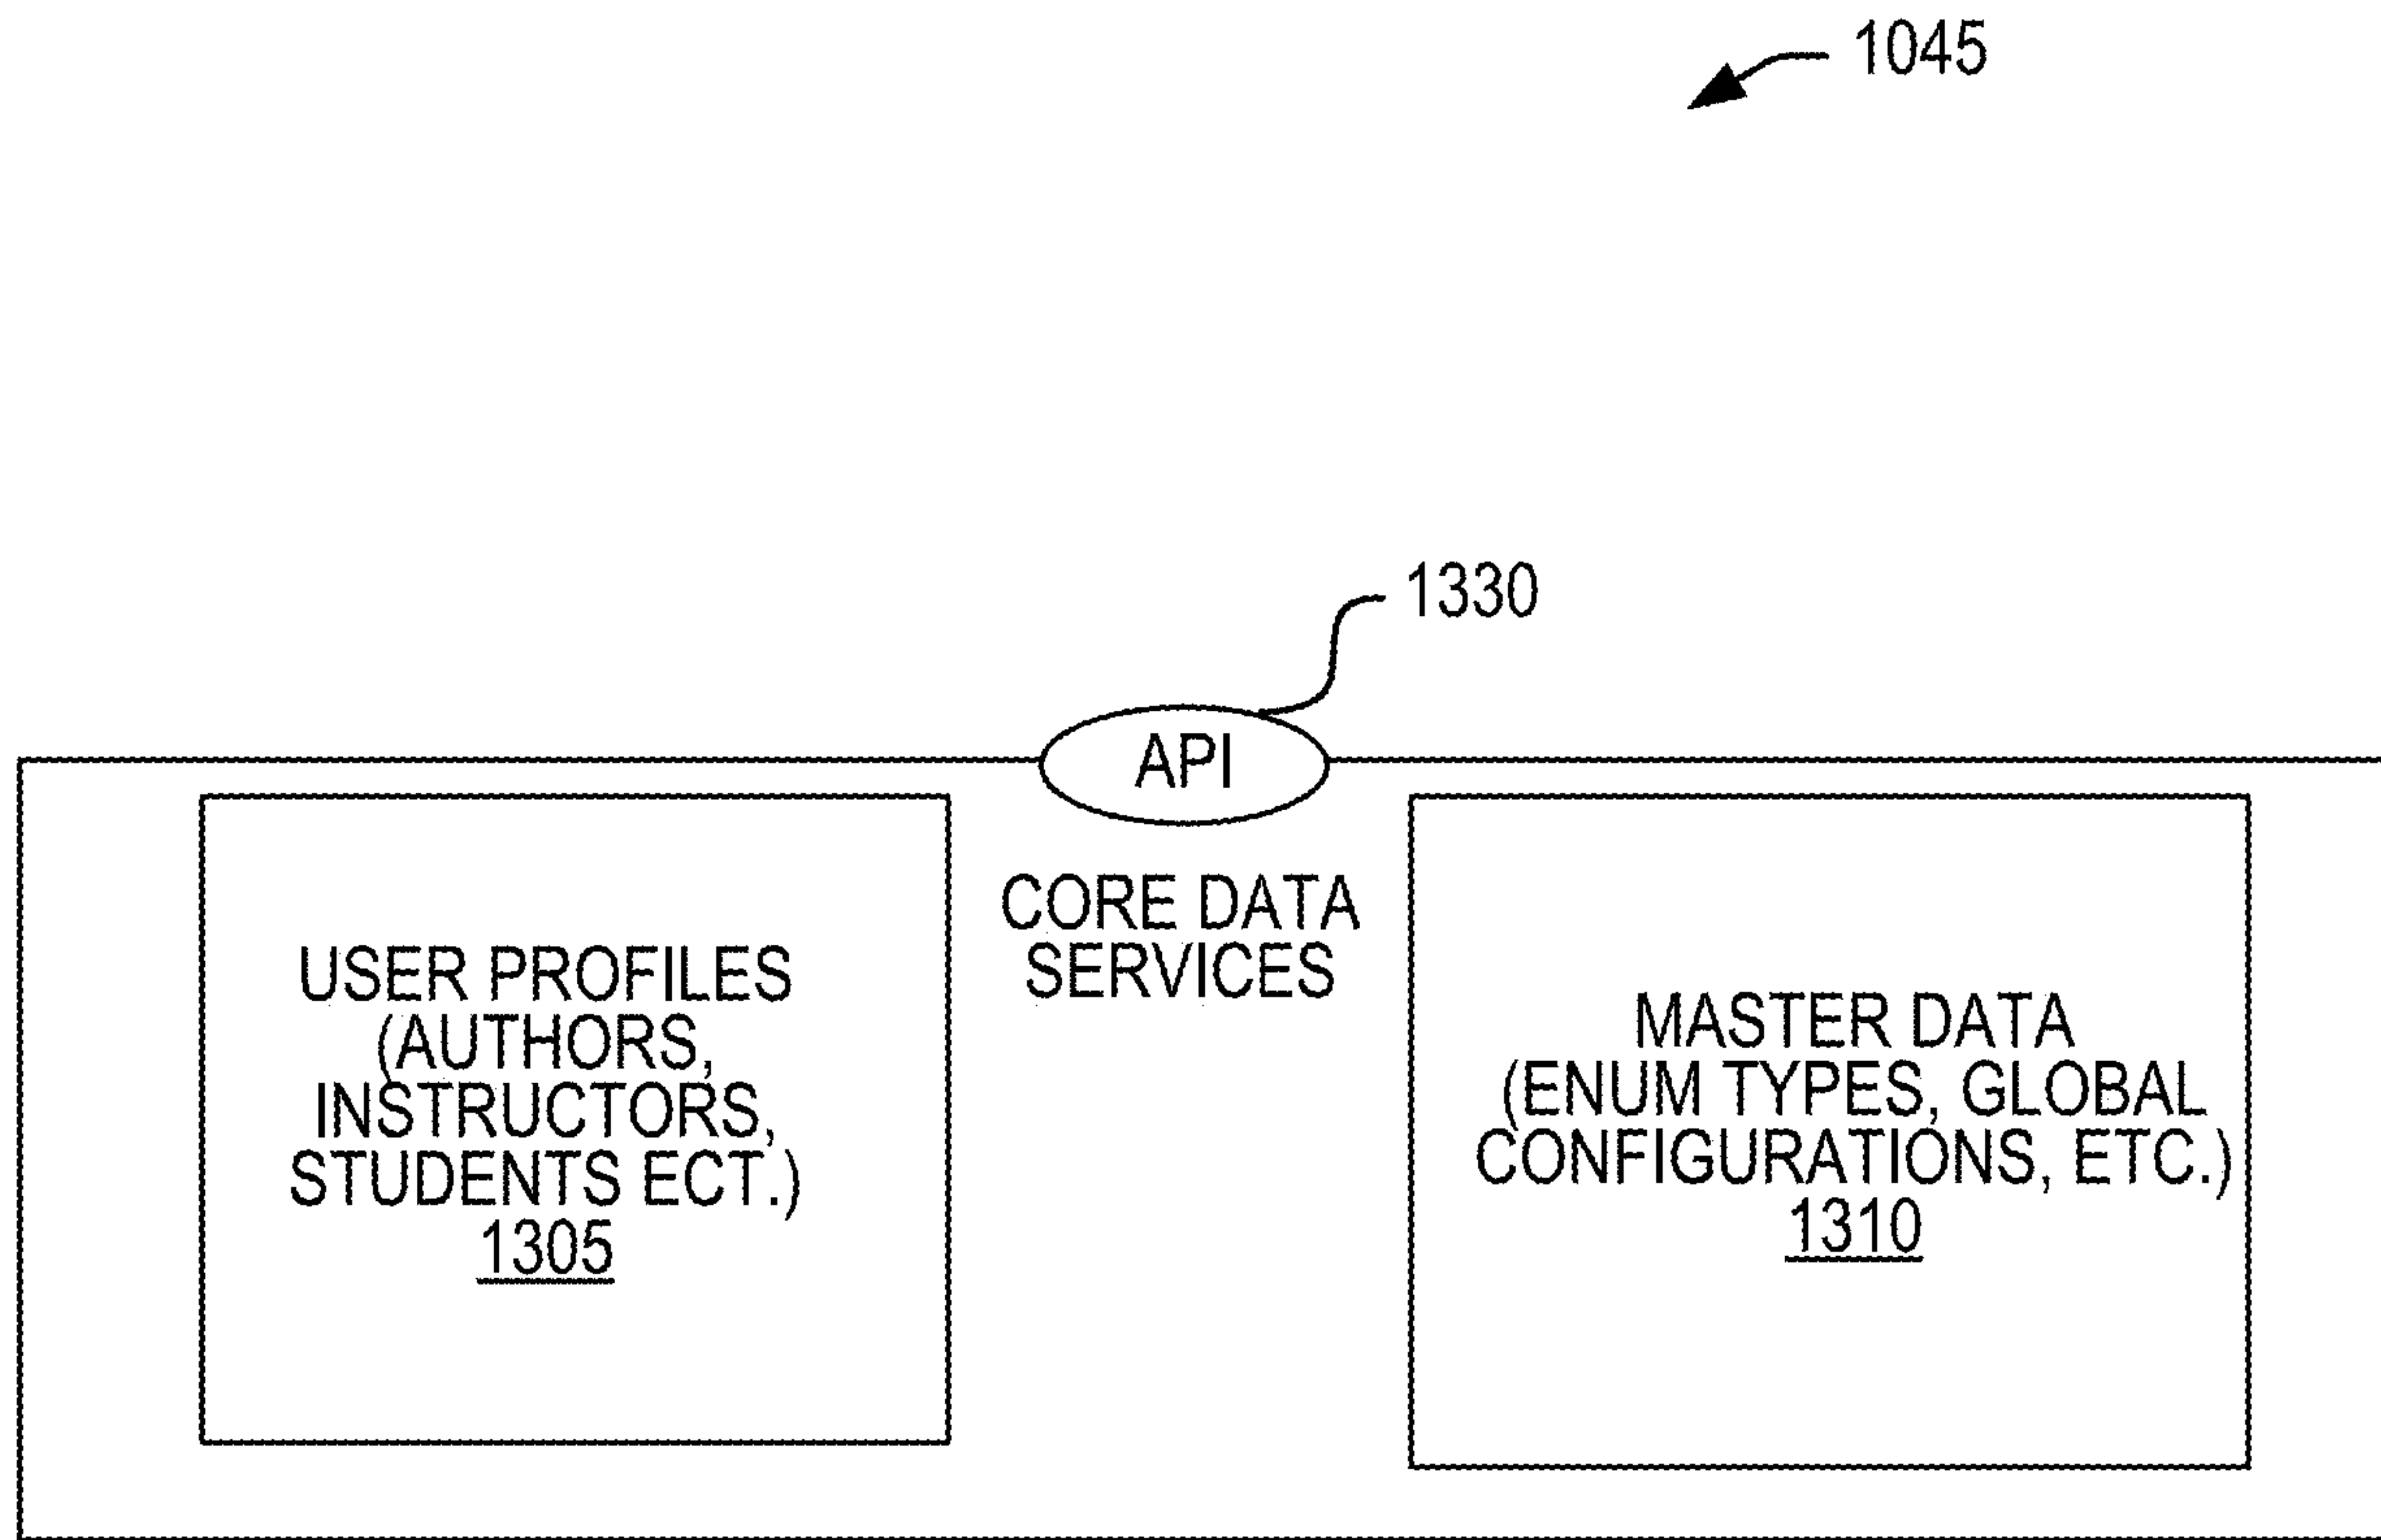 1045
1330
API
CORE DATA
SERVICES
USER PROFILES
(AUTHORS,
INSTRUCTORS,
STUDENTS ECT.)
1305
MASTER DATA
(ENUM TYPES, GLOBAL
CONFIGURATIONS, ETC.)
1310